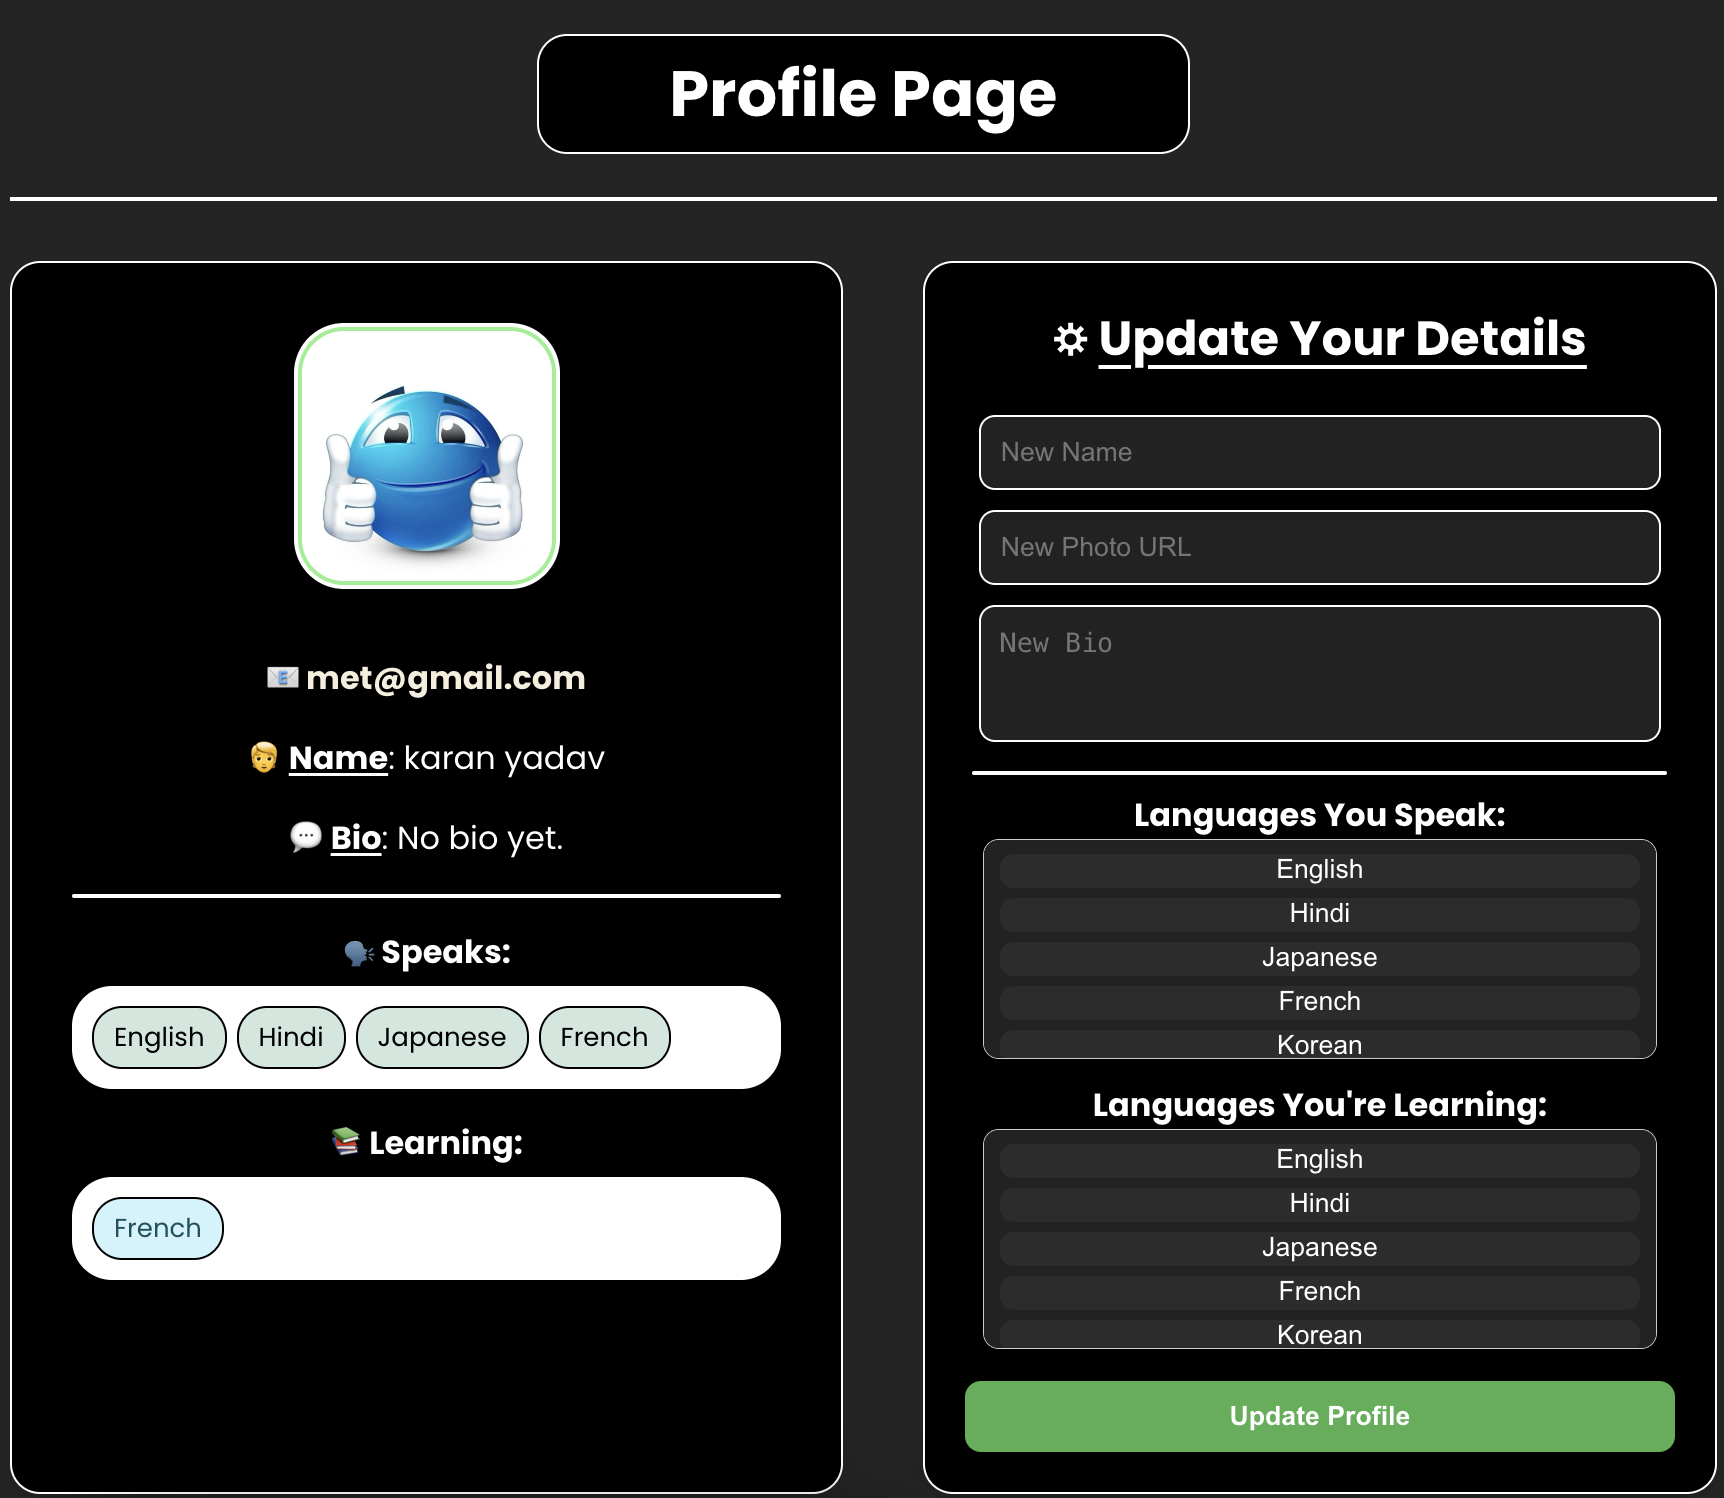 Profile Page
met@gmail.com
Name: karan yadav
Bio: No bio yet.
Speaks:
English Hindi Japanese French
Learning:
French
Update Your Details
New Name
New Photo URL
New Bio
Languages You Speak:
English
Hindi
Japanese
French
Korean
Languages You're Learning:
English
Hindi
Japanese
French
Korean
Update Profile